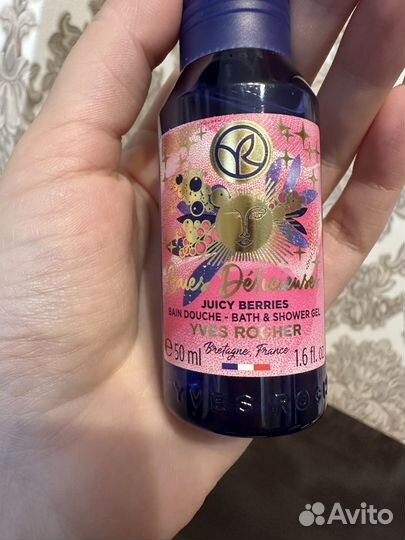 Baies Délicieuses
JUICY BERRIES
BAIN DOUCHE - BATH & SHOWER GEL
YVES ROCHER
Bretagne, France
℮ 50 ml 1.6 fl. oz
YVES ROC
Avito